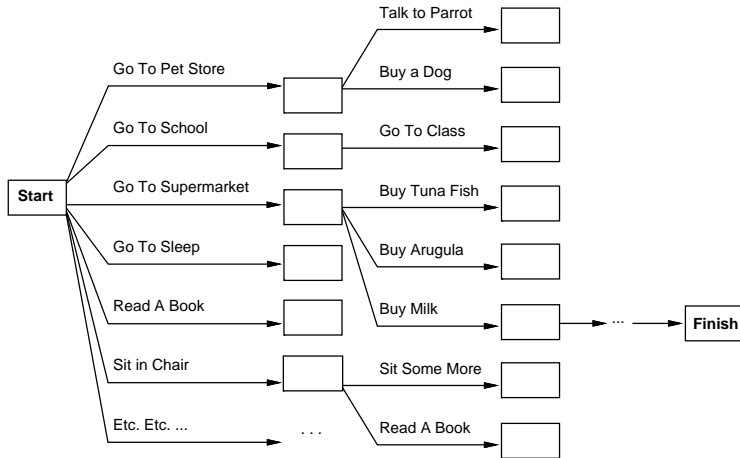 Talk to Parrot
Go To Pet Store
Buy a Dog
Go To School
Go To Class
Go To Supermarket
Buy Tuna Fish
Start
Go To Sleep
Buy Arugula
Read A Book
Buy Milk
...
Finish
Sit in Chair
Sit Some More
Etc. Etc. ...
. . .
Read A Book